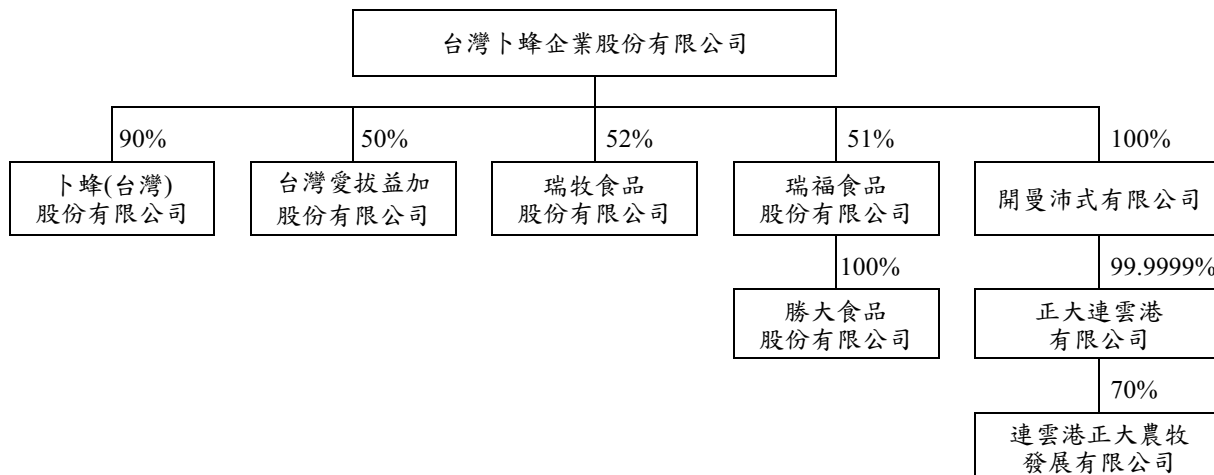 台灣卜蜂企業股份有限公司
90%
50%
52%
51%
100%
卜蜂(台灣)
股份有限公司
台灣愛拔益加
股份有限公司
瑞牧食品
股份有限公司
瑞福食品
股份有限公司
開曼沛式有限公司
100%
99.9999%
勝大食品
股份有限公司
正大連雲港
有限公司
70%
連雲港正大農牧
發展有限公司